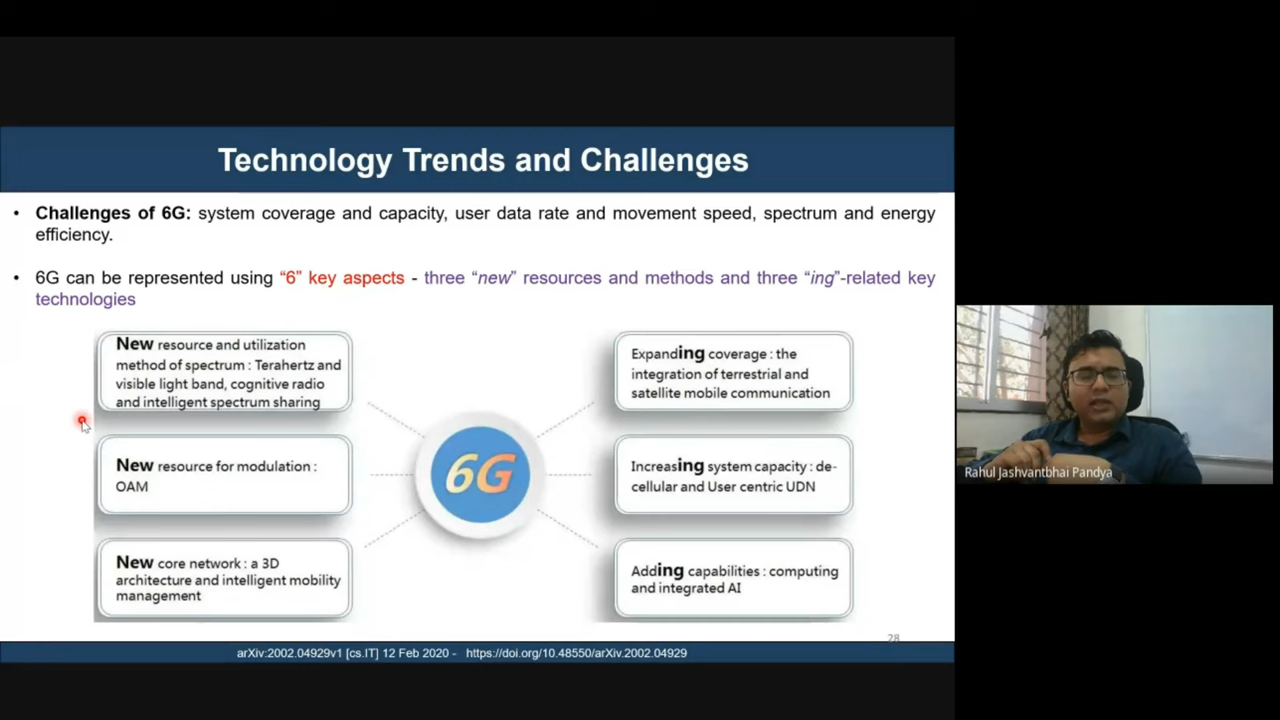 Technology Trends and Challenges
• Challenges of 6G: system coverage and capacity, user data rate and movement speed, spectrum and energy
efficiency.
• 6G can be represented using “6” key aspects - three “new” resources and methods and three “ing”-related key
technologies
New resource and utilization
method of spectrum : Terahertz and
visible light band, cognitive radio
and intelligent spectrum sharing
New resource for modulation :
OAM
New core network : a 3D
architecture and intelligent mobility
management
6G
Expanding coverage : the
integration of terrestrial and
satellite mobile communication
Increasing system capacity : de-
cellular and User centric UDN
Adding capabilities : computing
and integrated AI
28
arXiv:2002.04929v1 [cs.IT] 12 Feb 2020 - https://doi.org/10.48550/arXiv.2002.04929
Rahul Jashvantbhai Pandya